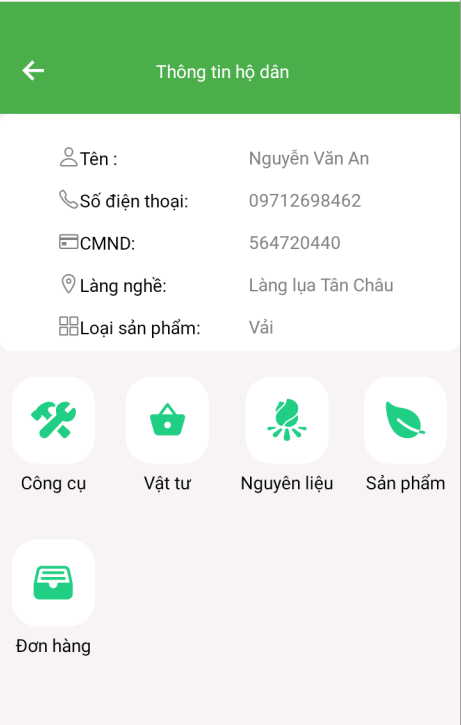 Thông tin hộ dân
Tên : Nguyễn Văn An
Số điện thoại: 09712698462
CMND: 564720440
Làng nghề: Làng lụa Tân Châu
Loại sản phẩm: Vải
Công cụ Vật tư Nguyên liệu Sản phẩm
Đơn hàng